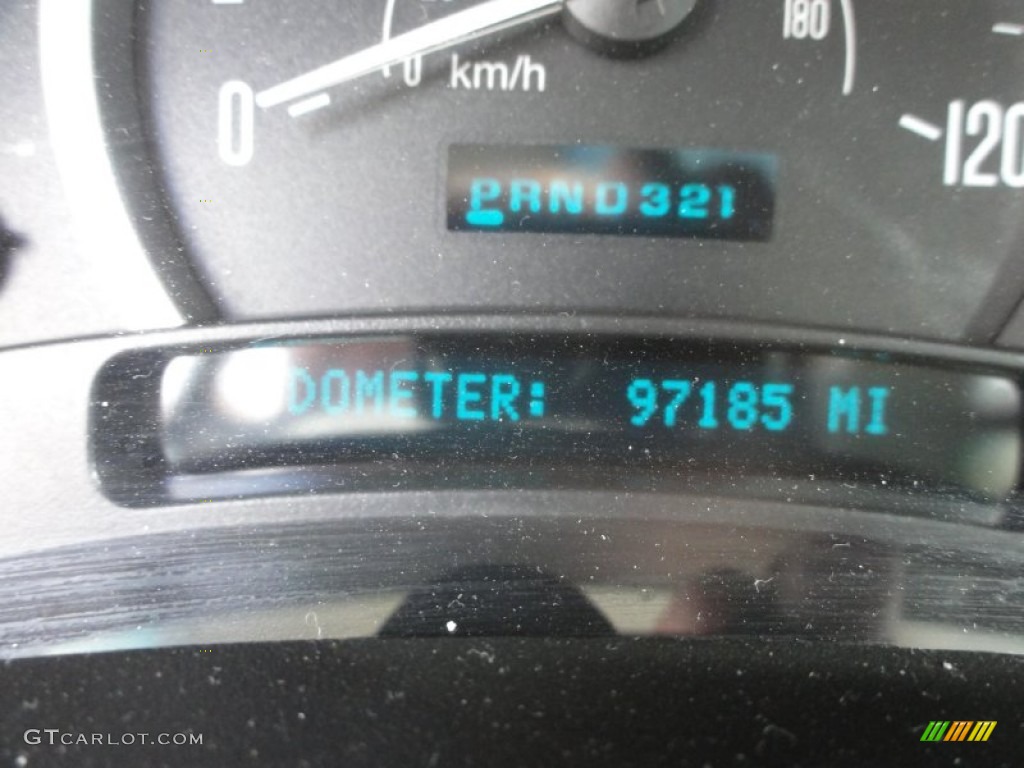 0 km/h 180
0 120
PRND321
DOMETER: 97185 MI
GTCARLOT.COM